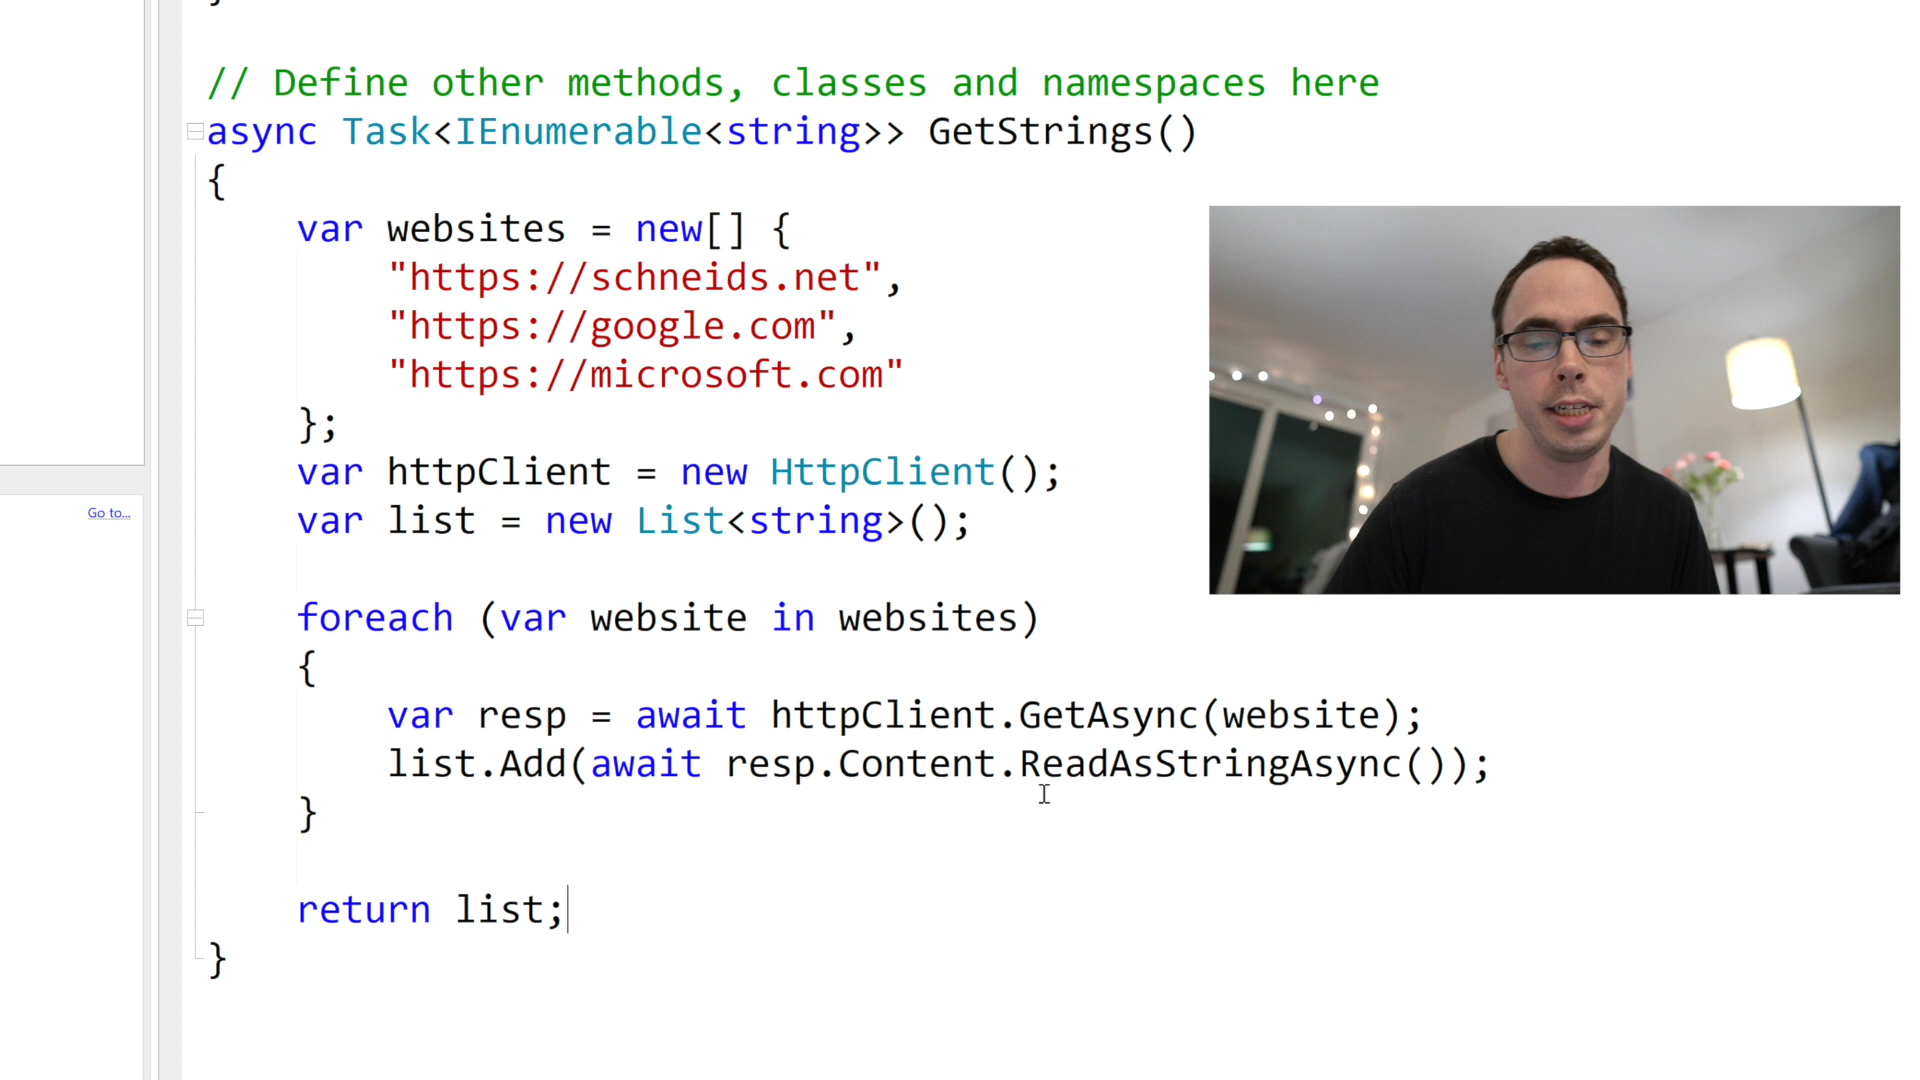 // Define other methods, classes and namespaces here
async Task<IEnumerable<string>> GetStrings()
{
var websites = new[] {
"https://schneids.net",
"https://google.com",
"https://microsoft.com"
};
var httpClient = new HttpClient();
var list = new List<string>();
Go to...
foreach (var website in websites)
{
var resp = await httpClient.GetAsync(website);
list.Add(await resp.Content.ReadAsStringAsync());
}
return list;
}